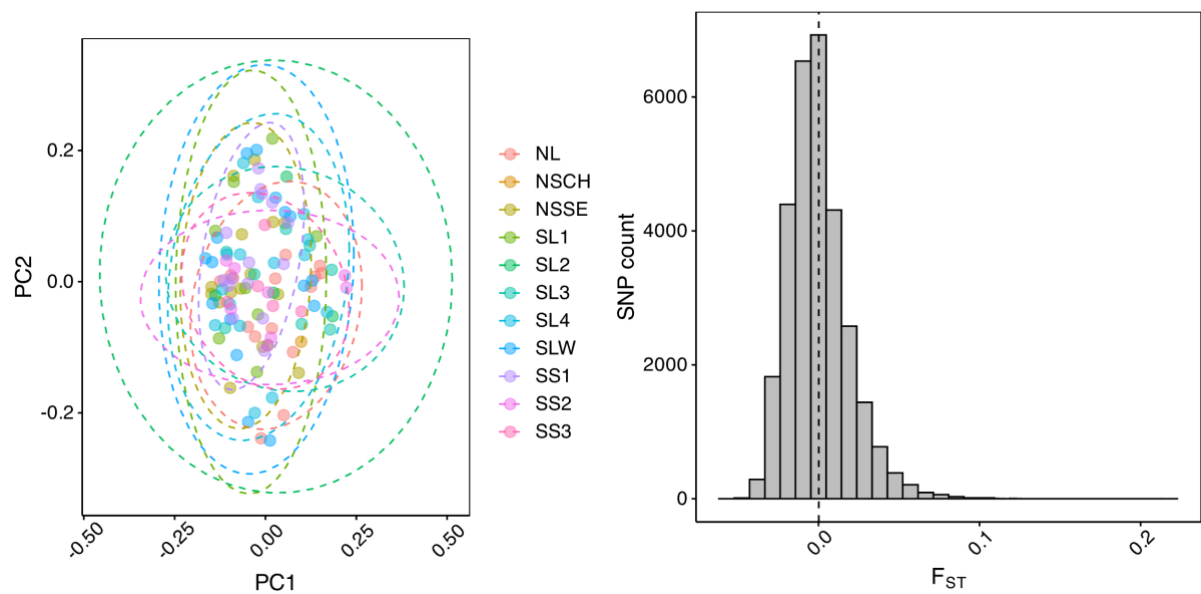 PC2
0.2
0.0
-0.2
-0.50
-0.25
0.00
0.25
0.50
PC1
NL
NSCH
NSSE
SL1
SL2
SL3
SL4
SLW
SS1
SS2
SS3
SNP count
6000
4000
2000
0
0.0
0.1
0.2
FST